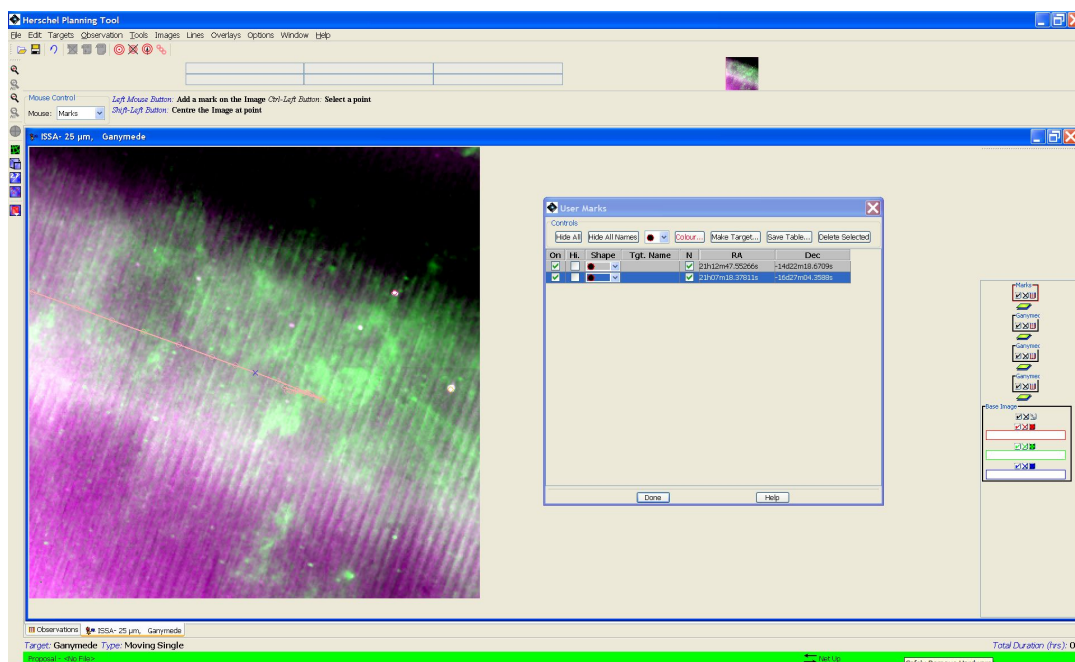 Herschel Planning Tool
File Edit Targets Observation Tools Images Lines Overlays Options Window Help
Mouse Control
Mouse: Marks
Left Mouse Button: Add a mark on the Image Ctrl-Left Button: Select a point
Shift-Left Button: Centre the Image at point
ISSA- 25 µm, Ganymede
User Marks
Controls
Hide All Hide All Names Colour... Make Target... Save Table... Delete Selected
On Hi. Shape Tgt. Name N RA Dec
21h12m47.55266s -14d22m18.6709s
21h07m18.37811s -16d27m04.3588s
Done Help
Marks
Ganymec
Ganymec
Ganymec
Base Image
Observations ISSA- 25 µm, Ganymede
Target: Ganymede Type: Moving Single Total Duration (hrs): 0
Proposal - <No File> Net Up